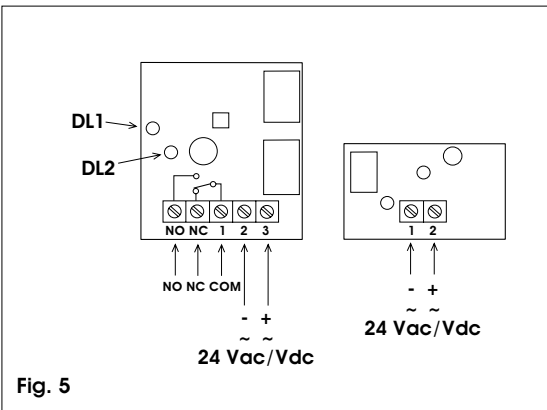 DL1
DL2
NO NC 1 2 3
NO NC COM
- +
~ ~
24 Vac/Vdc
1 2
- +
~ ~
24 Vac/Vdc
Fig. 5